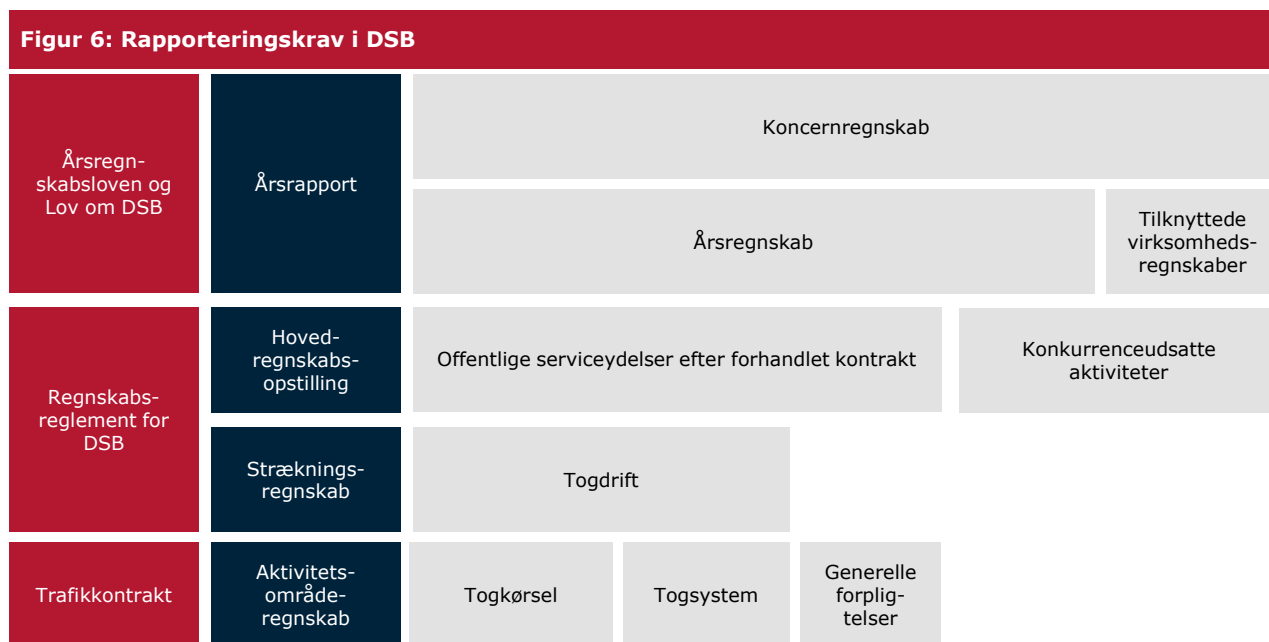 Figur 6: Rapporteringskrav i DSB
Årsregn-
skabsloven og
Lov om DSB
Årsrapport
Koncernregnskab
Årsregnskab
Tilknyttede
virksomheds-
regnskaber
Regnskabs-
reglement for
DSB
Hoved-
regnskabs-
opstilling
Offentlige serviceydelser efter forhandlet kontrakt
Konkurrenceudsatte
aktiviteter
Stræknings-
regnskab
Togdrift
Trafikkontrakt
Aktivitets-
område-
regnskab
Togkørsel
Togsystem
Generelle
forplig-
telser